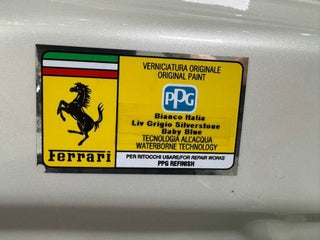 VERNICIATURA ORIGINALE
ORIGINAL PAINT
PPG
Bianco Italia
Liv Grigio Silverstone
Baby Blue
TECNOLOGIA ALL'ACQUA
WATERBORNE TECHNOLOGY
Ferrari
PER RITOCCHI USARE/FOR REPAIR WORKS
PPG REFINISH